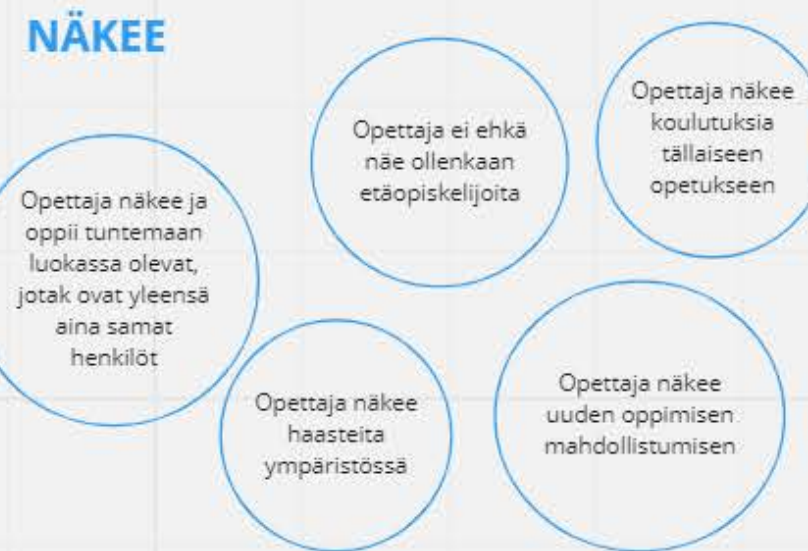 NÄKEE
Opettaja näkee ja
oppii tuntemaan
luokassa olevat,
jotak ovat yleensä
aina samat
henkilöt
Opettaja ei ehkä
näe ollenkaan
etäopiskelijoita
Opettaja näkee
koulutuksia
tällaiseen
opetukseen
Opettaja näkee
haasteita
ympäristössä
Opettaja näkee
uuden oppimisen
mahdollistumisen